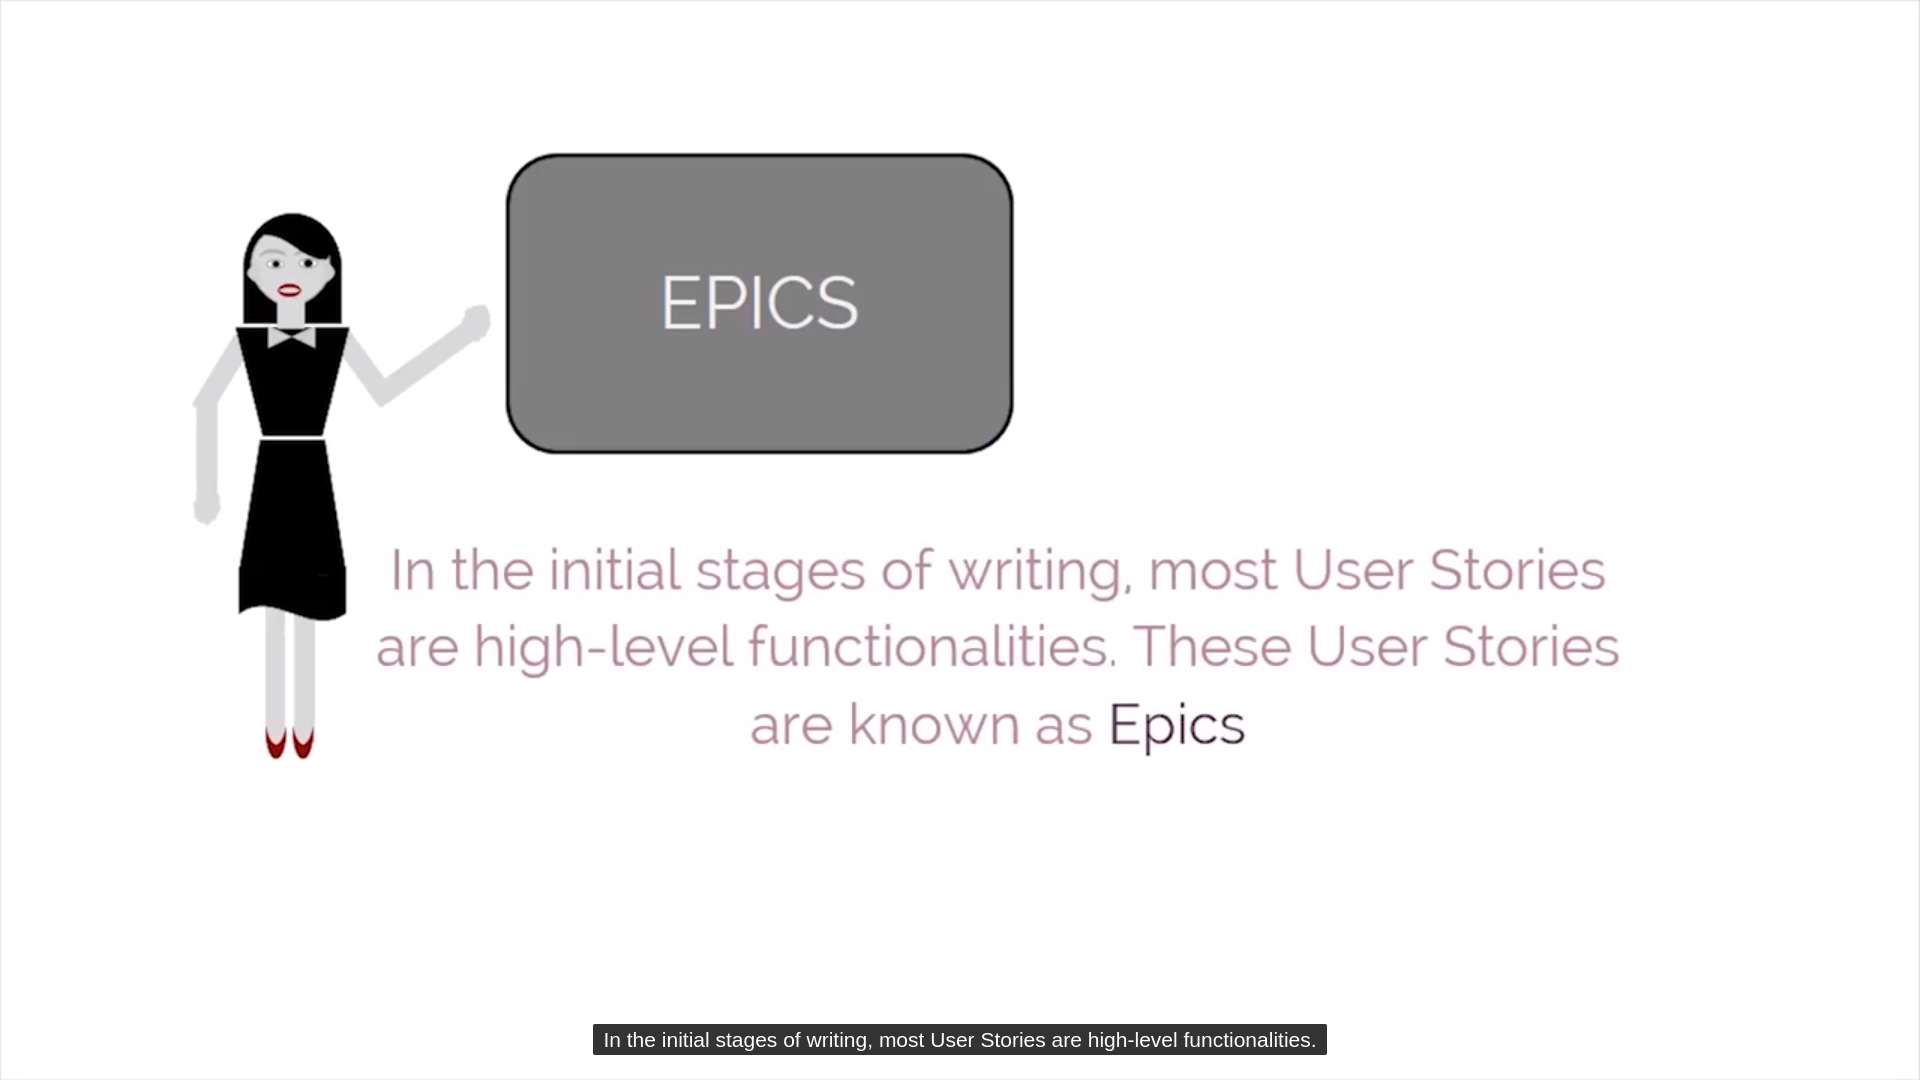 EPICS
In the initial stages of writing, most User Stories
are high-level functionalities. These User Stories
are known as Epics
In the initial stages of writing, most User Stories are high-level functionalities.